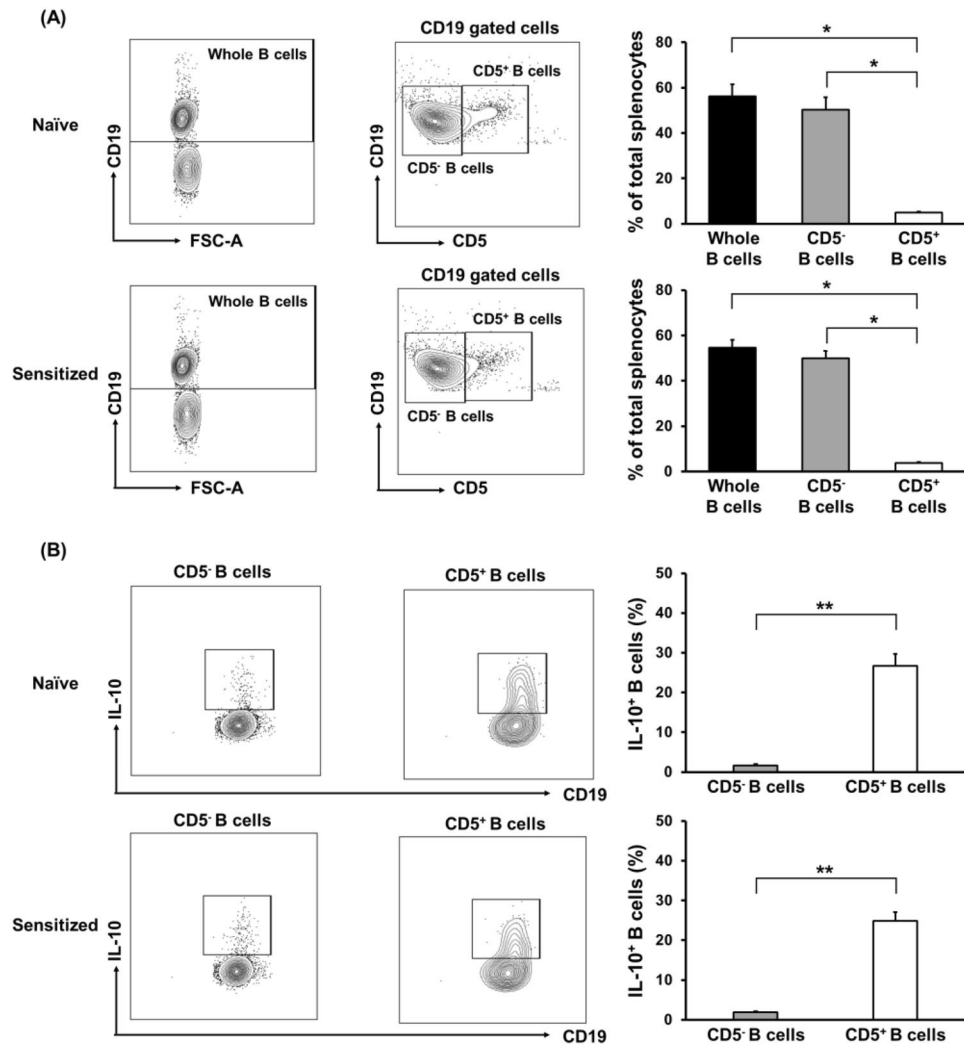 (A)
Naïve
CD19
Whole B cells
FSC-A
CD19 gated cells
CD19
CD5⁺ B cells
CD5⁻ B cells
CD5
% of total splenocytes
80
60
40
20
0
*
*
Whole
B cells
CD5⁻
B cells
CD5⁺
B cells
Sensitized
CD19
Whole B cells
FSC-A
CD19 gated cells
CD19
CD5⁺ B cells
CD5⁻ B cells
CD5
% of total splenocytes
80
60
40
20
0
*
*
Whole
B cells
CD5⁻
B cells
CD5⁺
B cells
(B)
Naïve
IL-10
CD5⁻ B cells
CD5⁺ B cells
CD19
IL-10⁺ B cells (%)
50
40
30
20
10
0
**
CD5⁻ B cells
CD5⁺ B cells
Sensitized
IL-10
CD5⁻ B cells
CD5⁺ B cells
CD19
IL-10⁺ B cells (%)
50
40
30
20
10
0
**
CD5⁻ B cells
CD5⁺ B cells